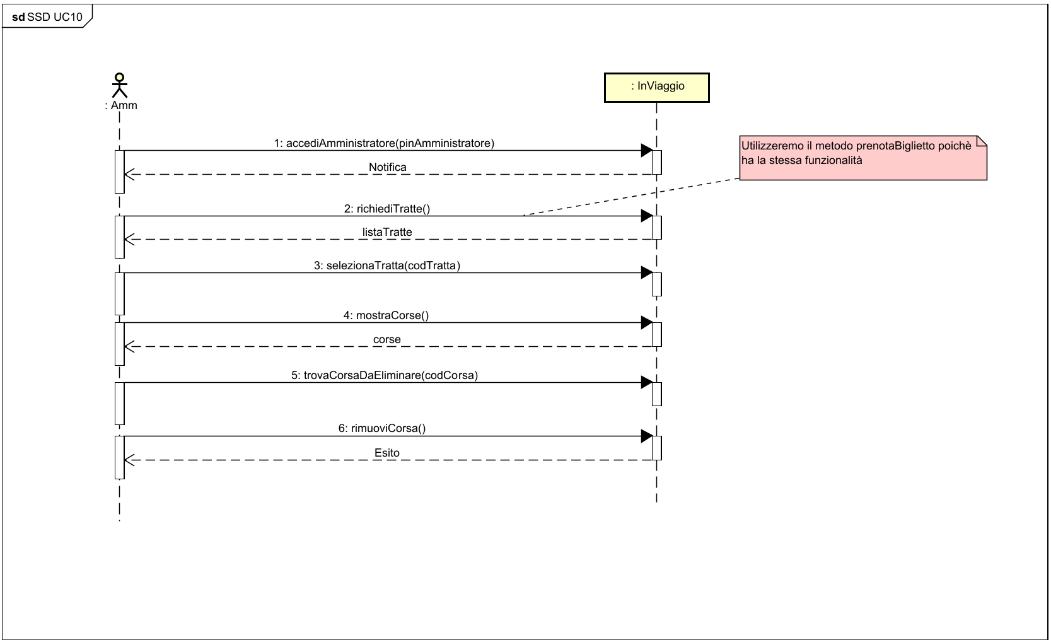 sd SSD UC10
: Amm
: InViaggio
1: accediAmministratore(pinAmministratore)
Notifica
Utilizzeremo il metodo prenotaBiglietto poichè
ha la stessa funzionalità
2: richiediTratte()
listaTratte
3: selezionaTratta(codTratta)
4: mostraCorse()
corse
5: trovaCorsaDaEliminare(codCorsa)
6: rimuoviCorsa()
Esito